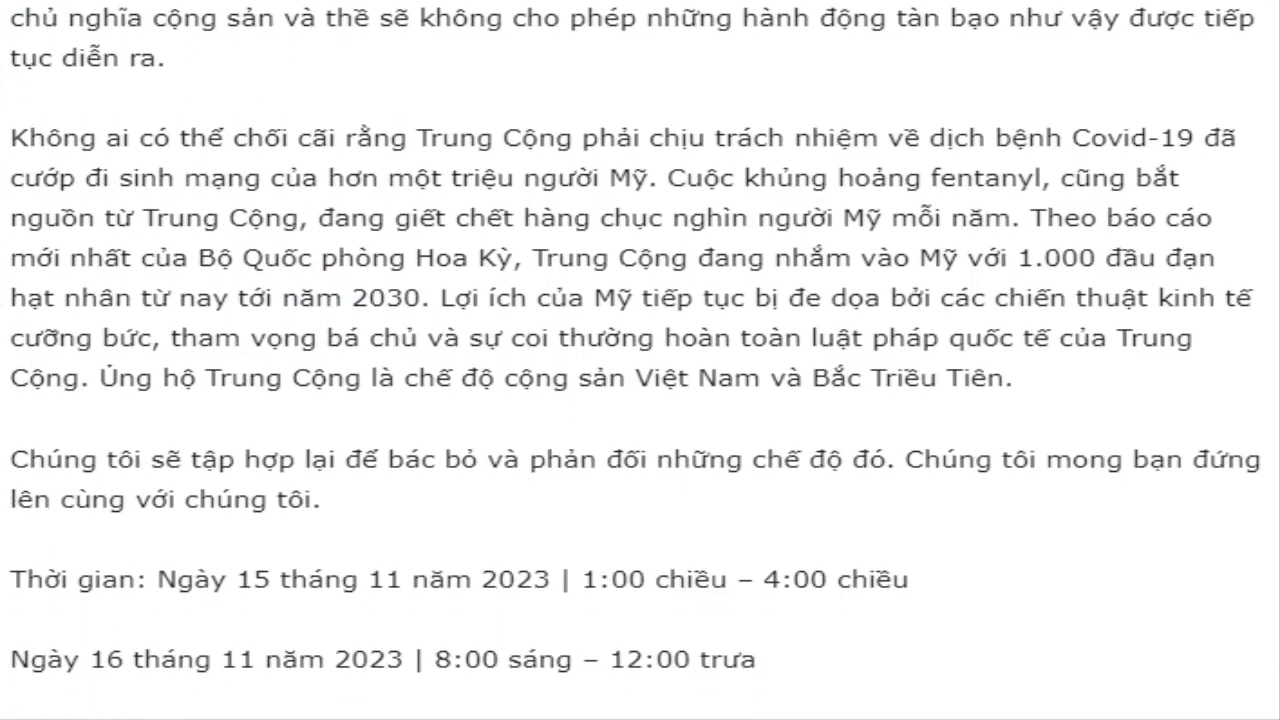 chủ nghĩa cộng sản và thề sẽ không cho phép những hành động tàn bạo như vậy được tiếp
tục diễn ra.
Không ai có thể chối cãi rằng Trung Cộng phải chịu trách nhiệm về dịch bệnh Covid-19 đã
cướp đi sinh mạng của hơn một triệu người Mỹ. Cuộc khủng hoảng fentanyl, cũng bắt
nguồn từ Trung Cộng, đang giết chết hàng chục nghìn người Mỹ mỗi năm. Theo báo cáo
mới nhất của Bộ Quốc phòng Hoa Kỳ, Trung Cộng đang nhắm vào Mỹ với 1.000 đầu đạn
hạt nhân từ nay tới năm 2030. Lợi ích của Mỹ tiếp tục bị đe dọa bởi các chiến thuật kinh tế
cưỡng bức, tham vọng bá chủ và sự coi thường hoàn toàn luật pháp quốc tế của Trung
Cộng. Ủng hộ Trung Cộng là chế độ cộng sản Việt Nam và Bắc Triều Tiên.
Chúng tôi sẽ tập hợp lại để bác bỏ và phản đối những chế độ đó. Chúng tôi mong bạn đứng
lên cùng với chúng tôi.
Thời gian: Ngày 15 tháng 11 năm 2023 | 1:00 chiều – 4:00 chiều
Ngày 16 tháng 11 năm 2023 | 8:00 sáng – 12:00 trưa